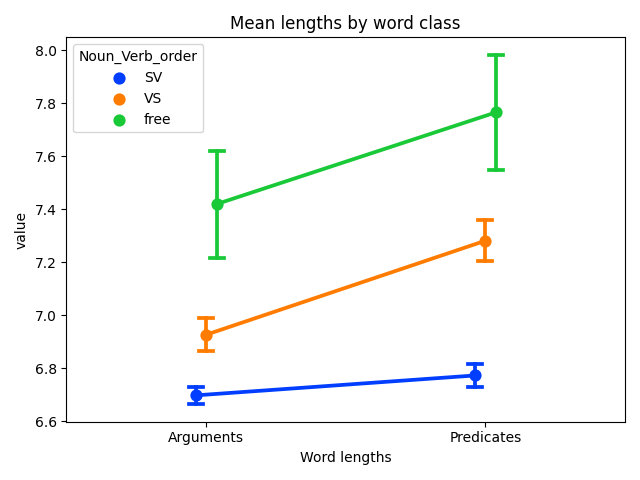 Mean lengths by word class
Noun_Verb_order
SV
VS
free
value
8.0
7.8
7.6
7.4
7.2
7.0
6.8
6.6
Arguments
Predicates
Word lengths